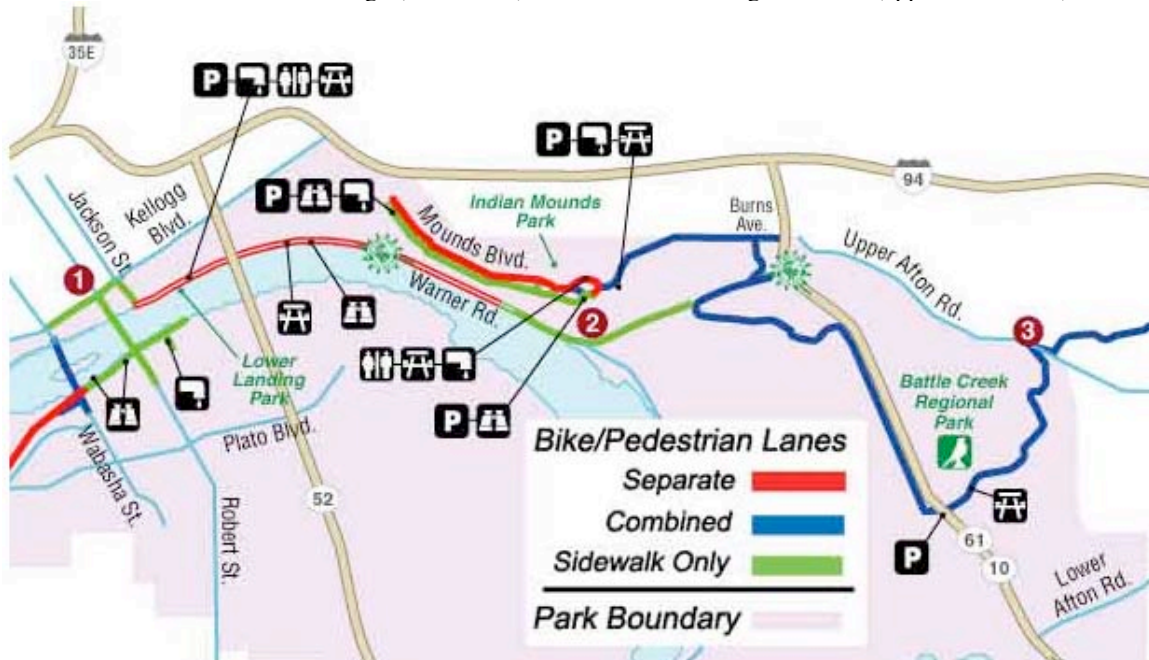 35E
P
P
94
Jackson St.
Kellogg
Blvd.
P
Indian Mounds
Park
Burns
Ave.
Mounds Blvd.
Upper Afton Rd.
1
Warner Rd.
2
3
Lower
Landing
Park
Battle Creek
Regional
Park
P
Plato Blvd.
Wabasha St.
Robert St.
52
Bike/Pedestrian Lanes
Separate
Combined
Sidewalk Only
Park Boundary
P
61
10
Lower
Afton Rd.